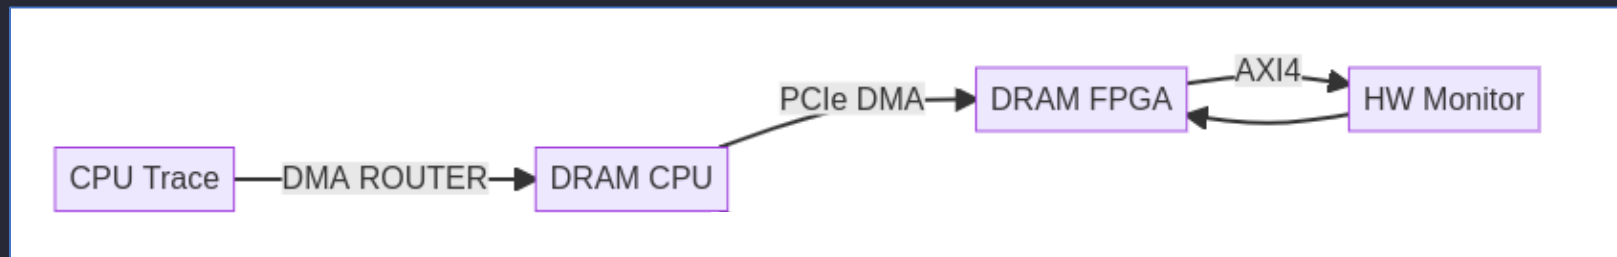 CPU Trace
DMA ROUTER
DRAM CPU
PCIe DMA
DRAM FPGA
AXI4
HW Monitor